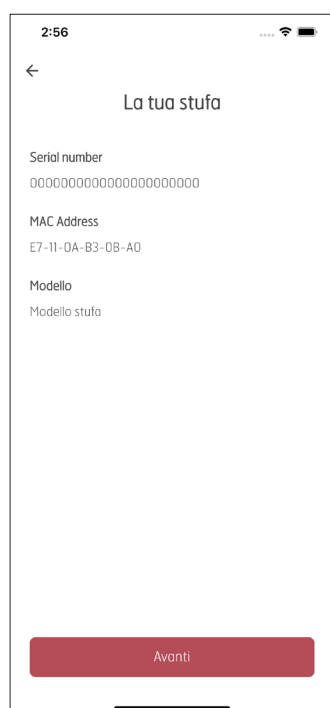 2:56
La tua stufa
Serial number
0000000000000000000000
MAC Address
E7-11-0A-B3-0B-A0
Modello
Modello stufa
Avanti